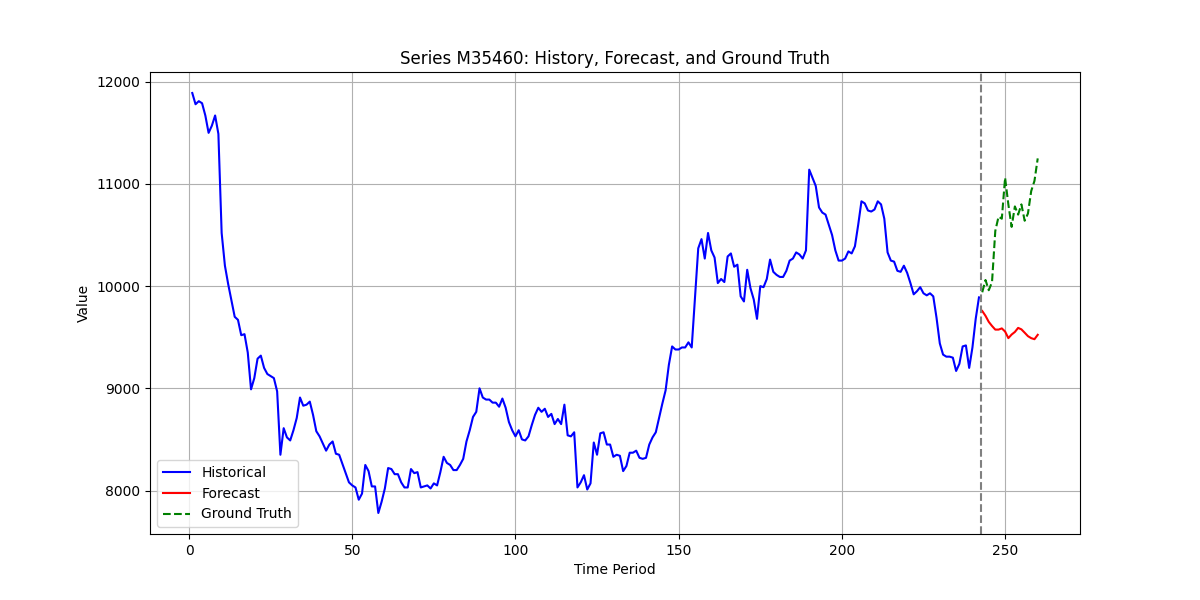 Series M35460: History, Forecast, and Ground Truth
12000
11000
10000
9000
8000
Value
Historical
Forecast
Ground Truth
0
50
100
150
200
250
Time Period